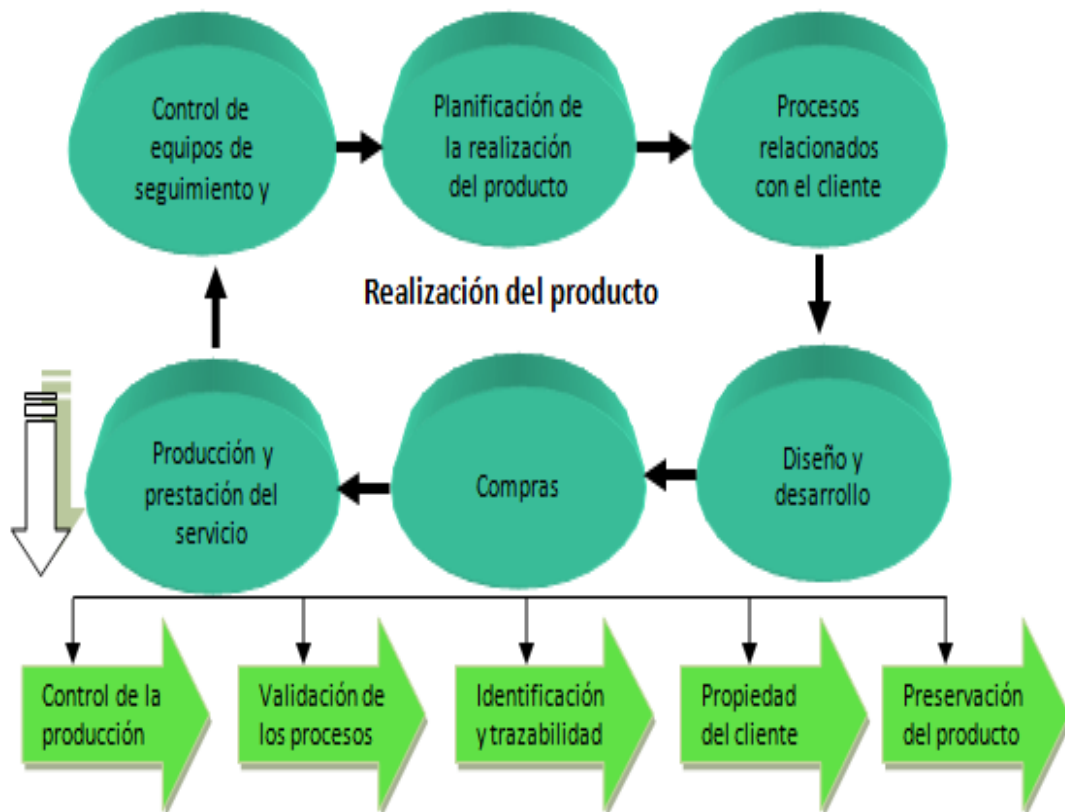 Control de
equipos de
seguimiento y
Planificación de
la realización
del producto
Procesos
relacionados
con el cliente
Realización del producto
Producción y
prestación del
servicio
Compras
Diseño y
desarrollo
Control de la
producción
Validación de
los procesos
Identificación
y trazabilidad
Propiedad
del cliente
Preservación
del producto